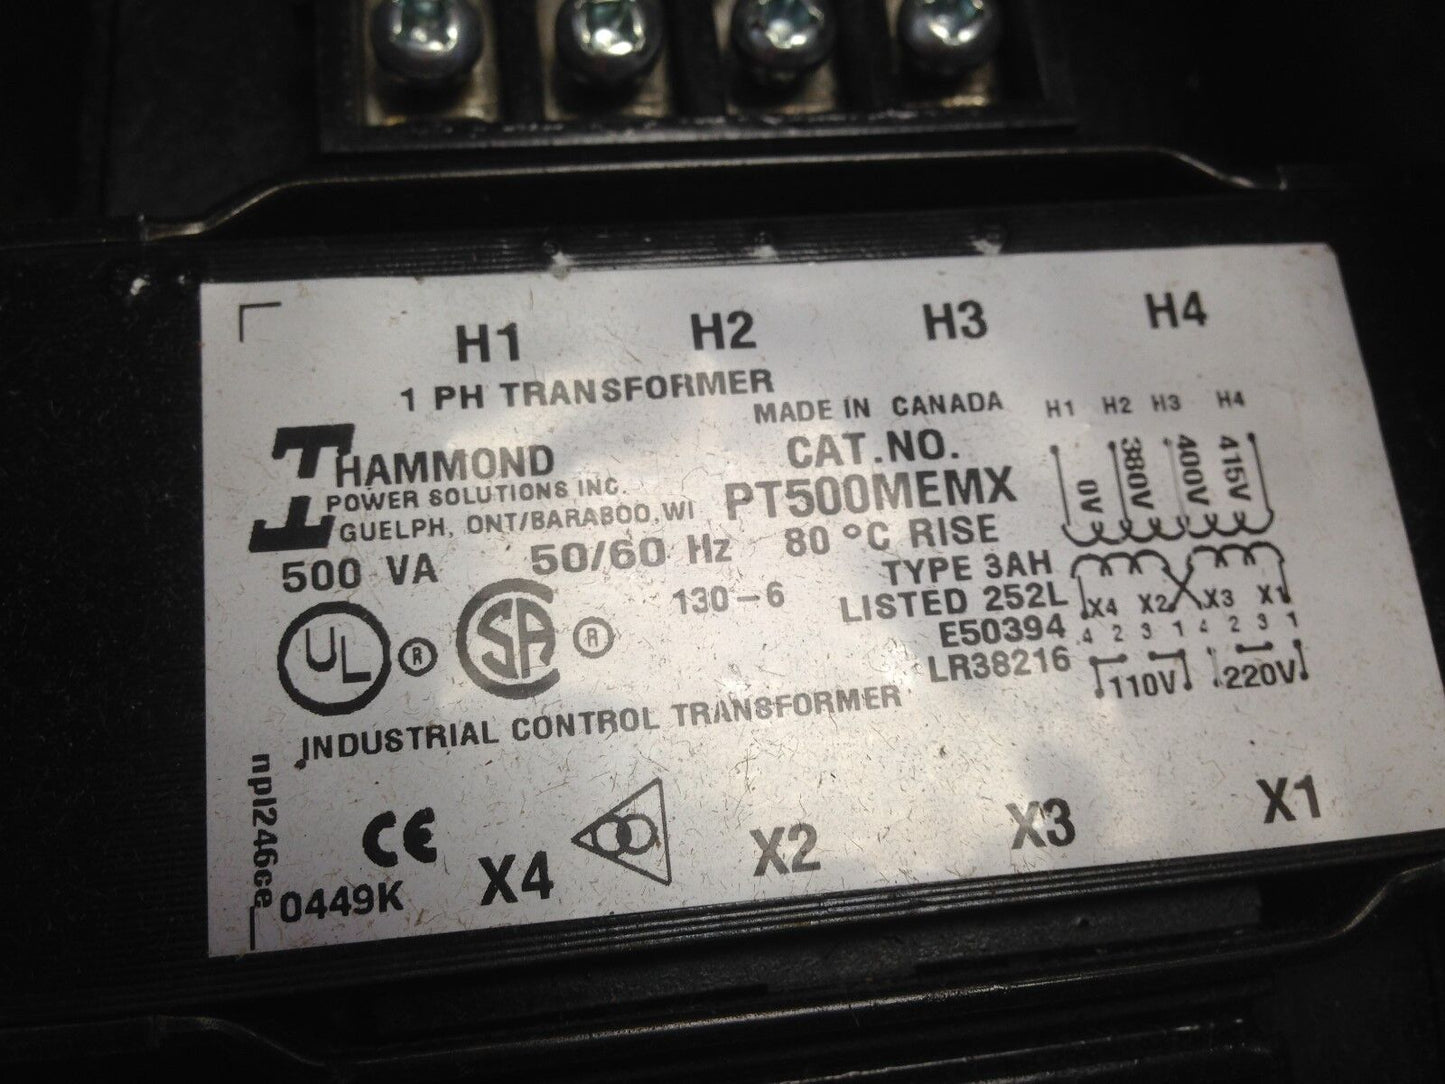 H1 H2 H3 H4
1 PH TRANSFORMER
MADE IN CANADA
HAMMOND
POWER SOLUTIONS INC.
GUELPH, ONT/BARABOO, WI
CAT.NO.
PT500MEMX
500 VA 50/60 Hz 80 °C RISE
130-6
TYPE 3AH
LISTED 252L
E50394
LR38216
UL ® SA ®
INDUSTRIAL CONTROL TRANSFORMER
H1 H2 H3 H4
0V 380V 400V 415V
X4 X2 X3 X1
4 2 3 1 4 2 3 1
110V 220V
npl246ce
CE
0449K
X4 X2 X3 X1